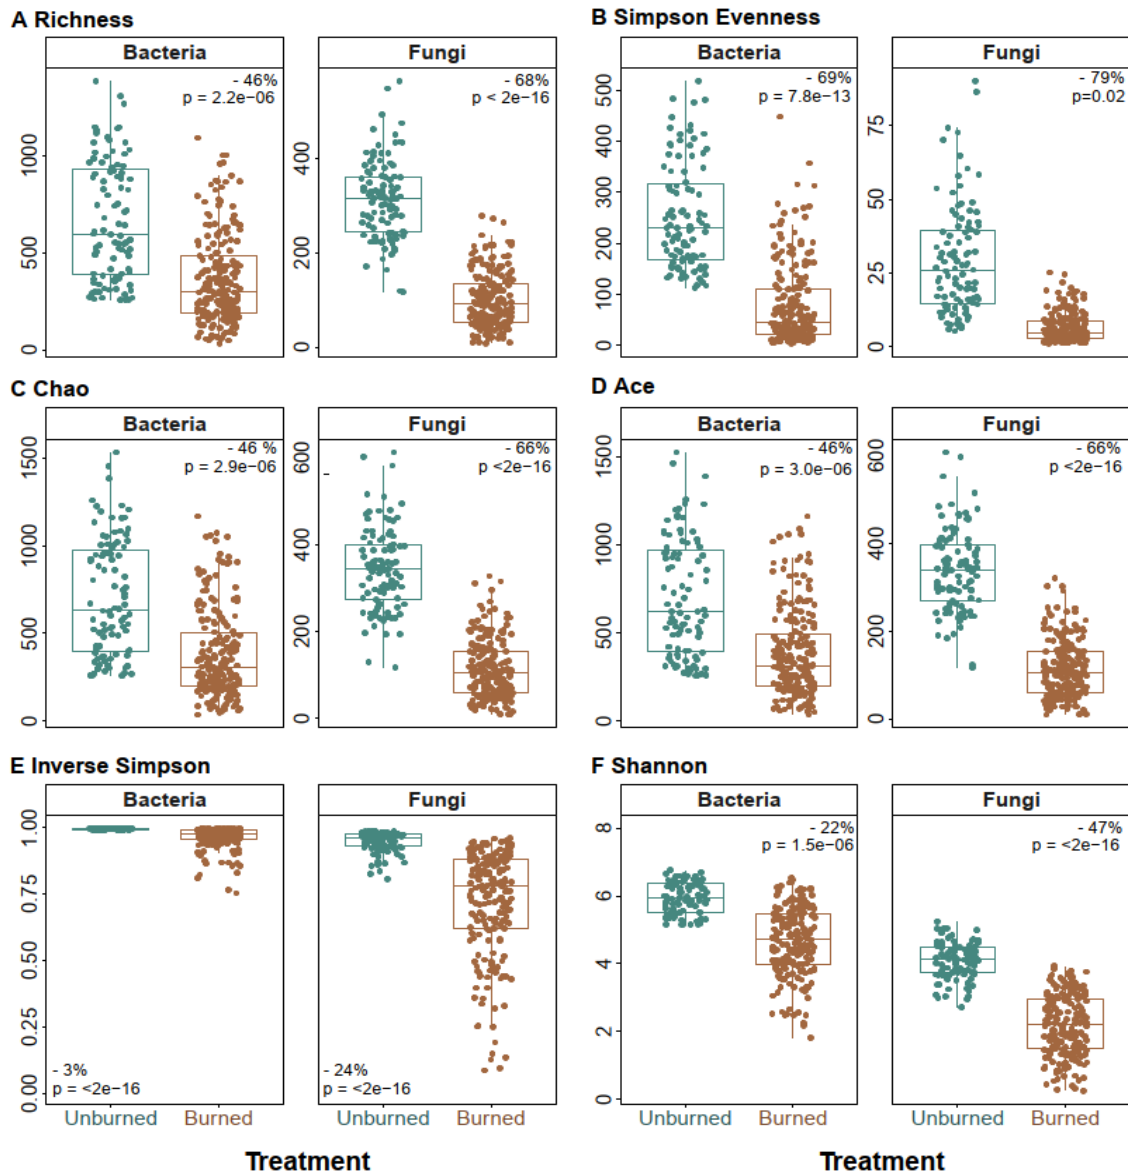 A Richness
Bacteria
- 46%
p = 2.2e−06
0
500
1000
Fungi
- 68%
p < 2e−16
0
200
400
B Simpson Evenness
Bacteria
- 69%
p = 7.8e−13
0
100
200
300
400
500
Fungi
- 79%
p=0.02
0
25
50
75
C Chao
Bacteria
- 46 %
p = 2.9e−06
0
500
1000
1500
Fungi
- 66%
p <2e−16
0
200
400
600
D Ace
Bacteria
- 46%
p = 3.0e−06
0
500
1000
1500
Fungi
- 66%
p <2e−16
0
200
400
600
E Inverse Simpson
Bacteria
- 3%
p = <2e−16
0.00
0.25
0.50
0.75
1.00
Unburned
Burned
Fungi
- 24%
p = <2e−16
Unburned
Burned
Treatment
F Shannon
Bacteria
- 22%
p = 1.5e−06
0
2
4
6
8
Unburned
Burned
Fungi
- 47%
p = <2e−16
Unburned
Burned
Treatment